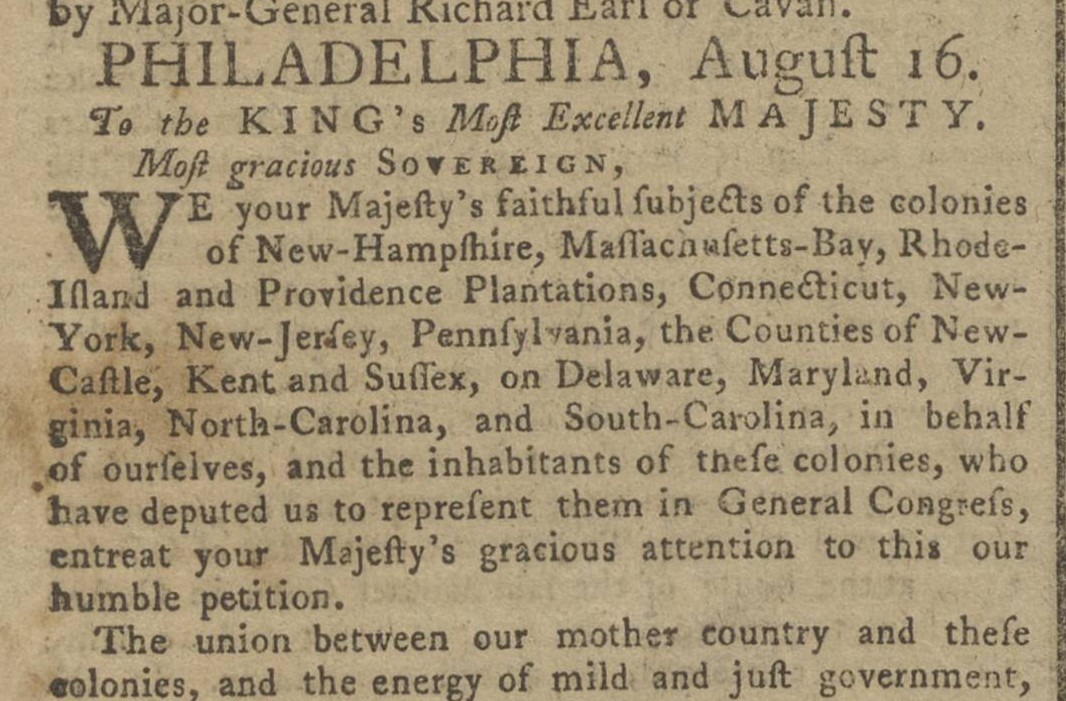 by Major-General Richard Earl of Cavan.
PHILADELPHIA, Auguſt 16.
To the KING's Moſt Excellent MAJESTY.
Moſt gracious SOVEREIGN,
WE your Majeſty's faithful ſubjects of the colonies
of New-Hampſhire, Maſſachuſetts-Bay, Rhode-
Iſland and Providence Plantations, Connecticut, New-
York, New-Jerſey, Pennſylvania, the Counties of New-
Caſtle, Kent and Suſſex, on Delaware, Maryland, Vir-
ginia, North-Carolina, and South-Carolina, in behalf
of ourſelves, and the inhabitants of theſe colonies, who
have deputed us to repreſent them in General Congreſs,
entreat your Majeſty's gracious attention to this our
humble petition.
The union between our mother country and theſe
colonies, and the energy of mild and juſt government,